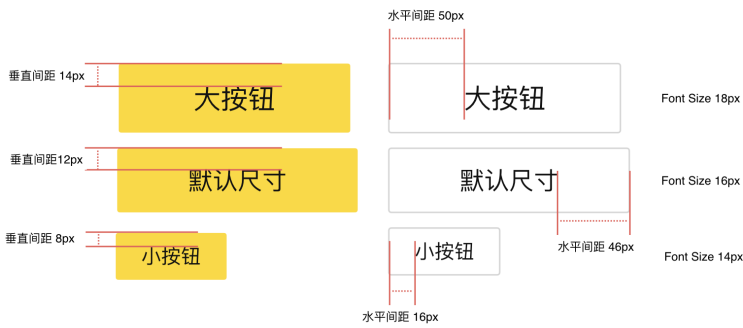 水平间距 50px
垂直间距 14px
大按钮
大按钮
Font Size 18px
垂直间距12px
默认尺寸
默认尺寸
Font Size 16px
垂直间距 8px
小按钮
小按钮
水平间距 46px
Font Size 14px
水平间距 16px